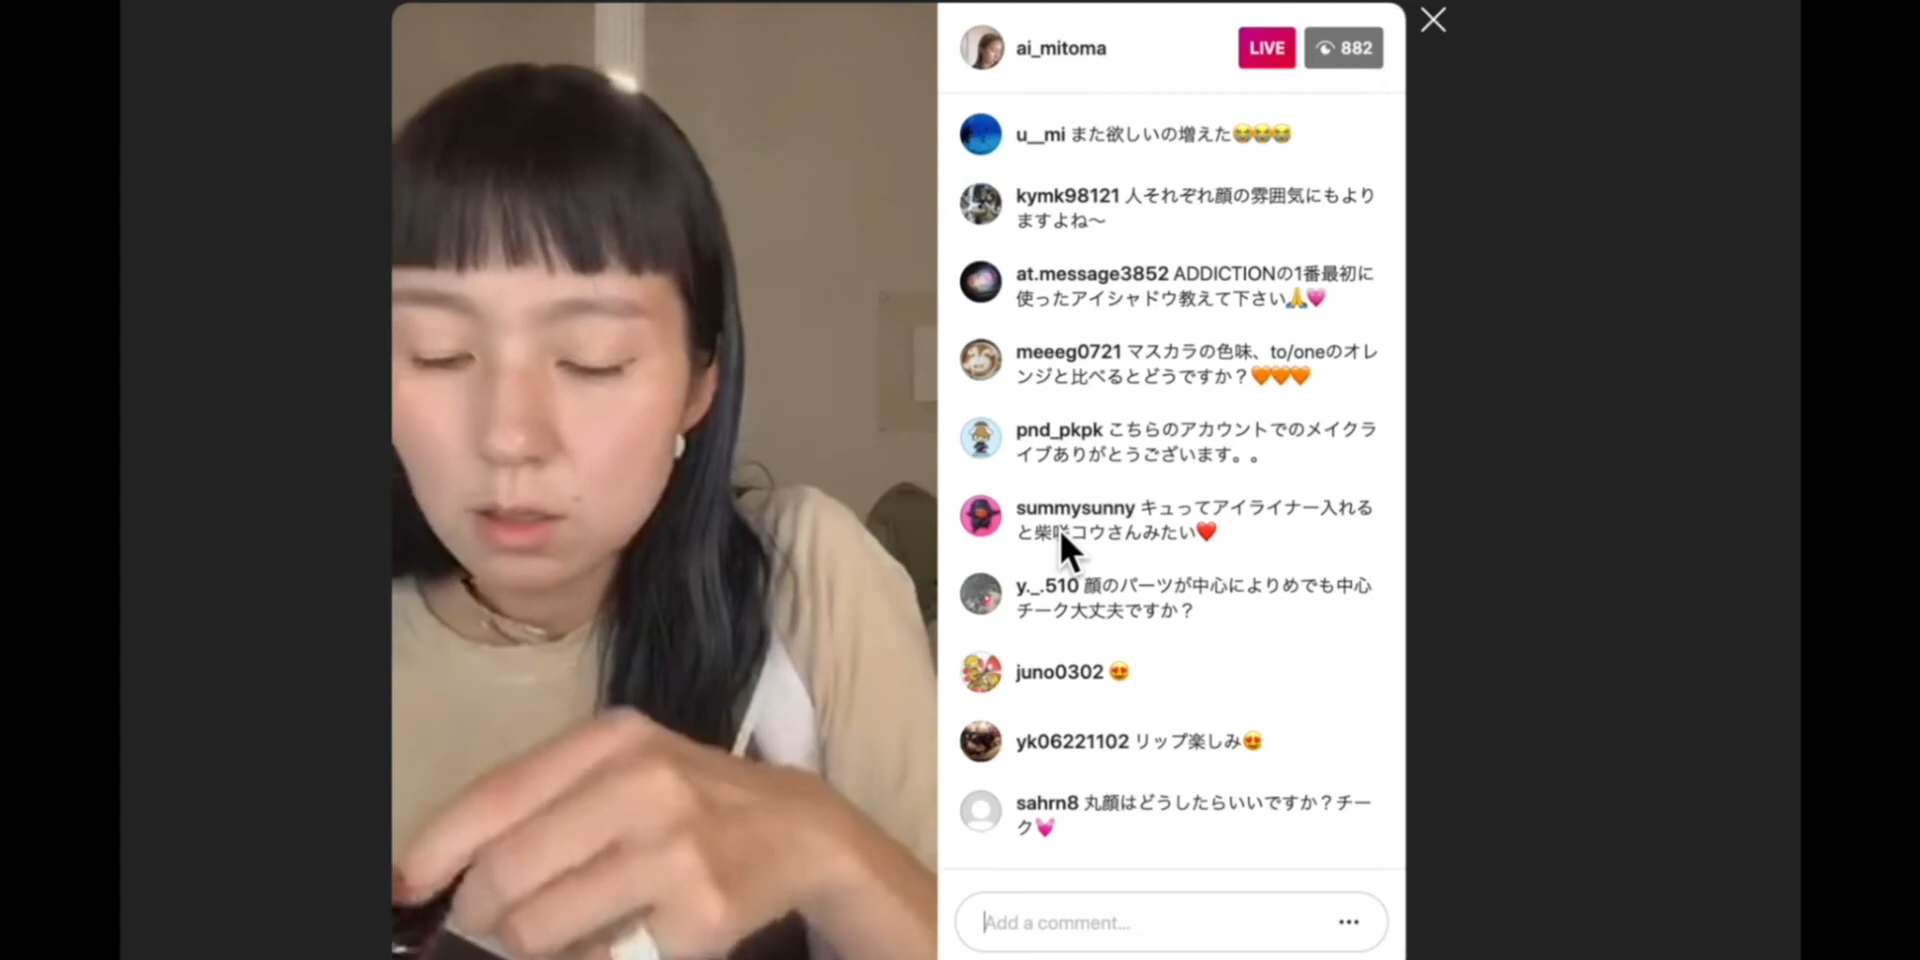 ai_mitoma
LIVE
882
u__mi また欲しいの増えた😭😭😭
kymk98121 人それぞれ顔の雰囲気にもより
ますよね〜
at.message3852 ADDICTIONの1番最初に
使ったアイシャドウ教えて下さい🙏💗
meeeg0721 マスカラの色味、to/oneのオレ
ンジと比べるとどうですか？🧡🧡🧡
pnd_pkpk こちらのアカウントでのメイクラ
イブありがとうございます。。
summysunny キュってアイライナー入れる
と柴咲コウさんみたい❤️
y._.510 顔のパーツが中心によりめでも中心
チーク大丈夫ですか？
juno0302 😍
yk06221102 リップ楽しみ😍
sahrn8 丸顔はどうしたらいいですか？チー
ク💓
Add a comment...